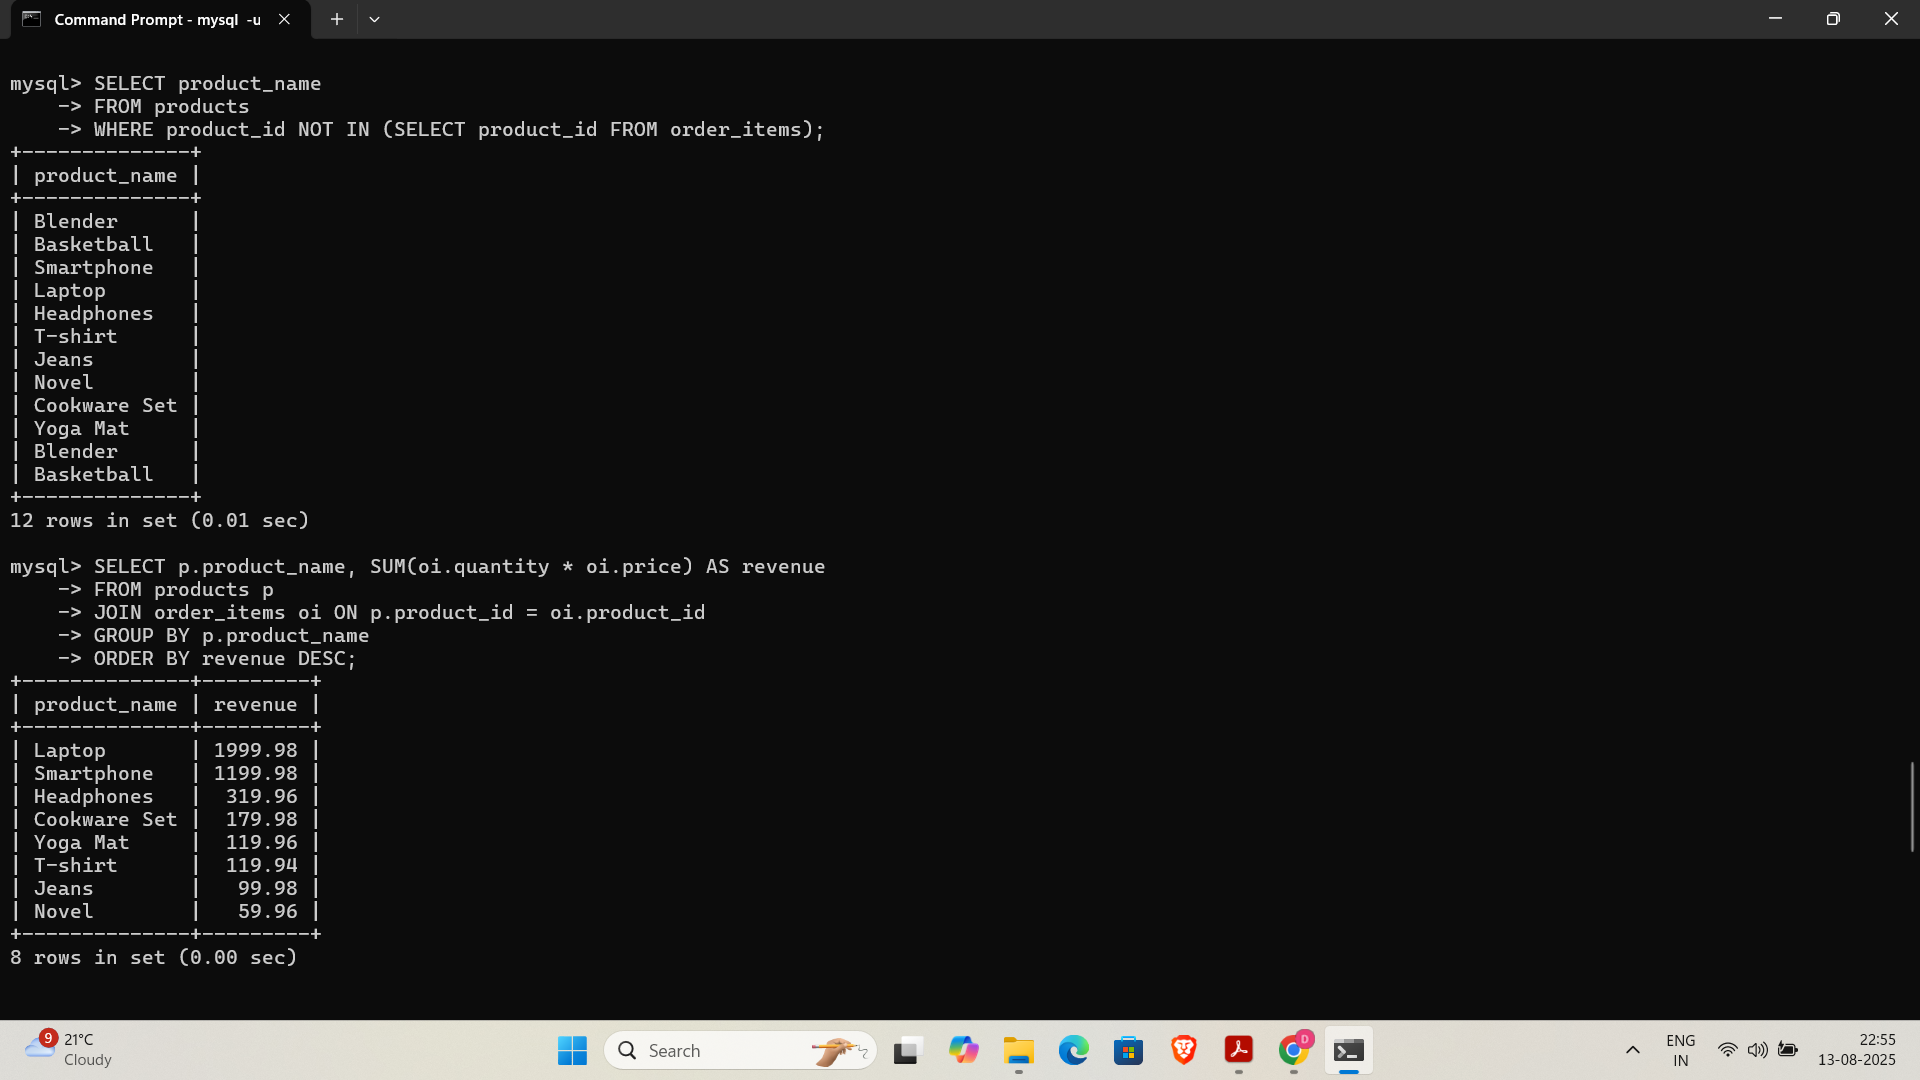 Command Prompt - mysql -u
mysql> SELECT product_name
    -> FROM products
    -> WHERE product_id NOT IN (SELECT product_id FROM order_items);
+--------------+
| product_name |
+--------------+
| Blender      |
| Basketball   |
| Smartphone   |
| Laptop       |
| Headphones   |
| T-shirt      |
| Jeans        |
| Novel        |
| Cookware Set |
| Yoga Mat     |
| Blender      |
| Basketball   |
+--------------+
12 rows in set (0.01 sec)
mysql> SELECT p.product_name, SUM(oi.quantity * oi.price) AS revenue
    -> FROM products p
    -> JOIN order_items oi ON p.product_id = oi.product_id
    -> GROUP BY p.product_name
    -> ORDER BY revenue DESC;
+--------------+---------+
| product_name | revenue |
+--------------+---------+
| Laptop       | 1999.98 |
| Smartphone   | 1199.98 |
| Headphones   |  319.96 |
| Cookware Set |  179.98 |
| Yoga Mat     |  119.96 |
| T-shirt      |  119.94 |
| Jeans        |   99.98 |
| Novel        |   59.96 |
+--------------+---------+
8 rows in set (0.00 sec)
9
21°C
Cloudy
Search
D
ENG
IN
22:55
13-08-2025